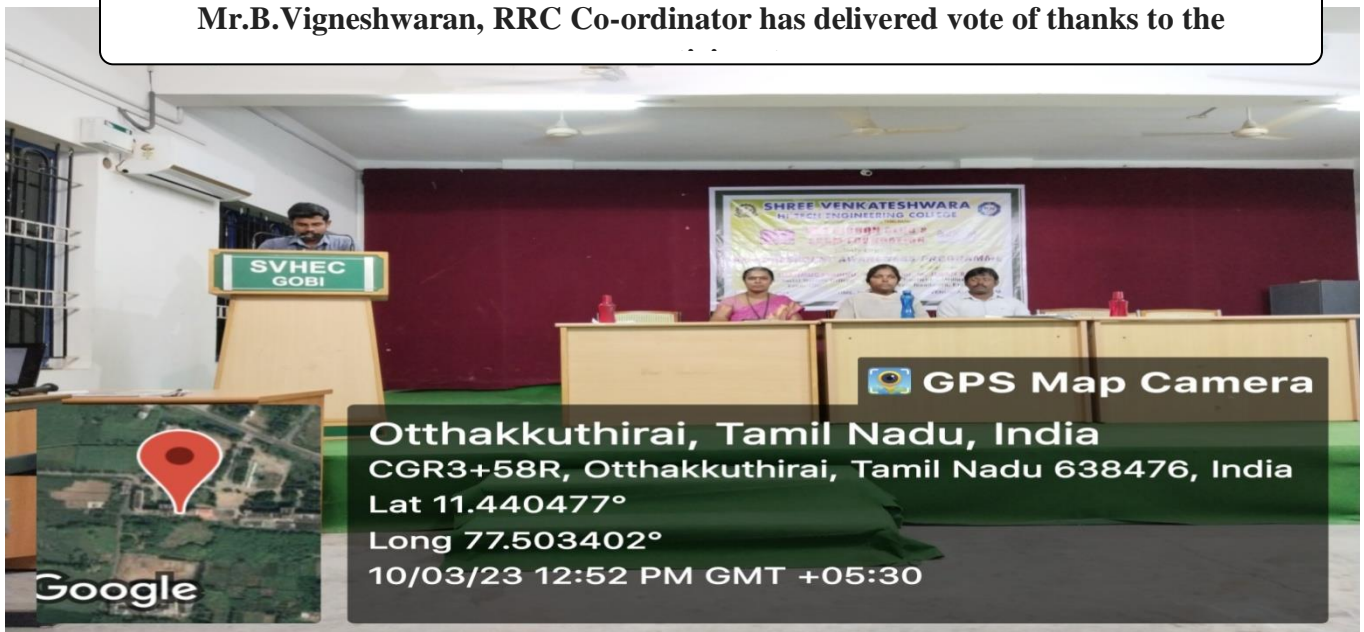 Mr.B.Vigneshwaran, RRC Co-ordinator has delivered vote of thanks to the
SHREE VENKATESHWARA
HI-TECH ENGINEERING COLLEGE
AWARENESS PROGRAMME
SVHEC
GOBI
GPS Map Camera
Otthakkuthirai, Tamil Nadu, India
CGR3+58R, Otthakkuthirai, Tamil Nadu 638476, India
Lat 11.440477°
Long 77.503402°
10/03/23 12:52 PM GMT +05:30
Google